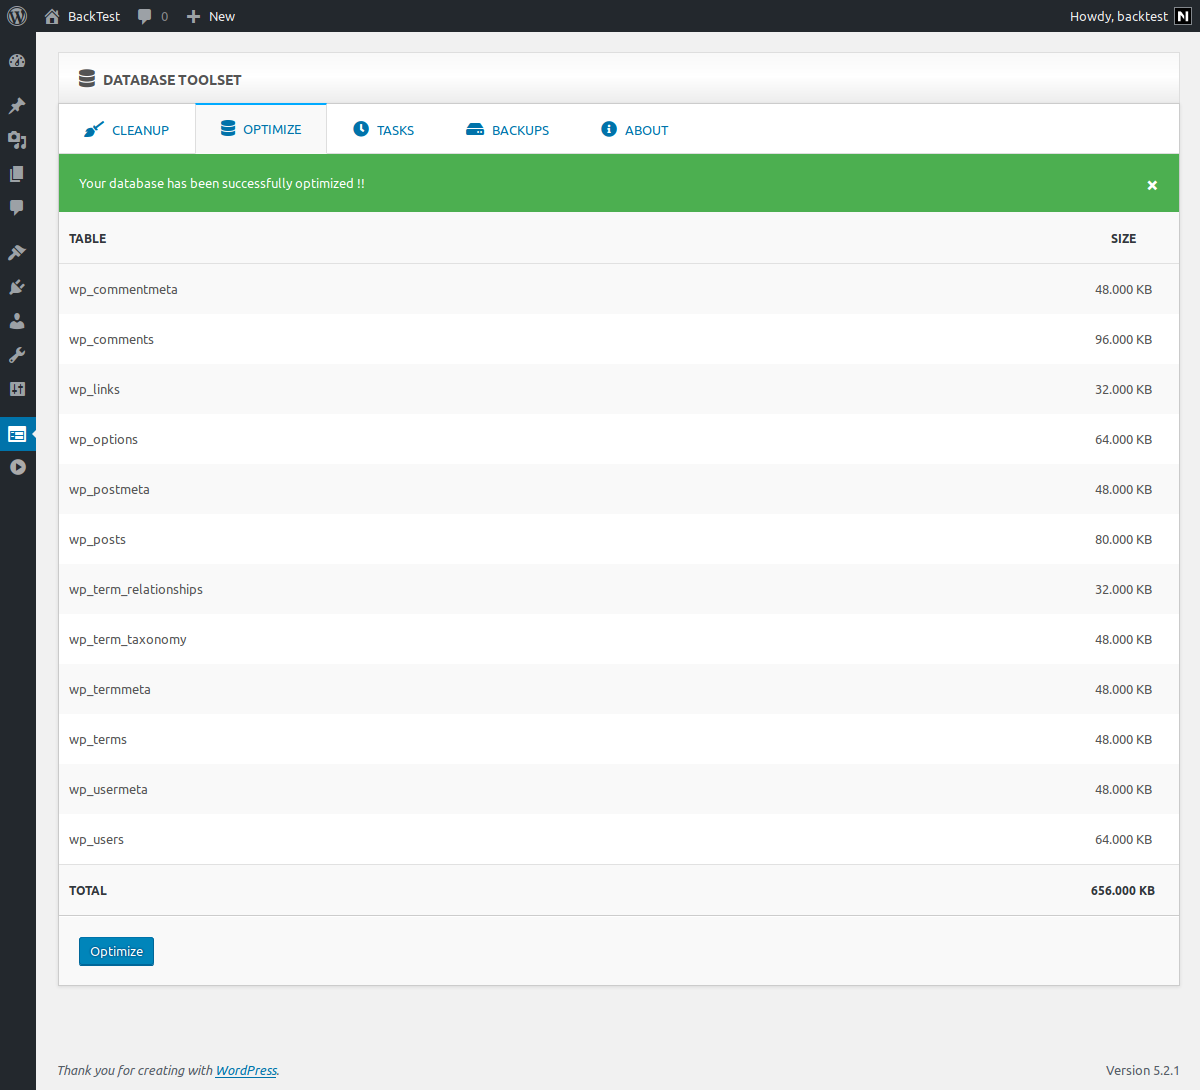 BackTest 0 New Howdy, backtest N
DATABASE TOOLSET
CLEANUP OPTIMIZE TASKS BACKUPS ABOUT
Your database has been successfully optimized !!
TABLE SIZE
wp_commentmeta 48.000 KB
wp_comments 96.000 KB
wp_links 32.000 KB
wp_options 64.000 KB
wp_postmeta 48.000 KB
wp_posts 80.000 KB
wp_term_relationships 32.000 KB
wp_term_taxonomy 48.000 KB
wp_termmeta 48.000 KB
wp_terms 48.000 KB
wp_usermeta 48.000 KB
wp_users 64.000 KB
TOTAL 656.000 KB
Optimize
Thank you for creating with WordPress. Version 5.2.1